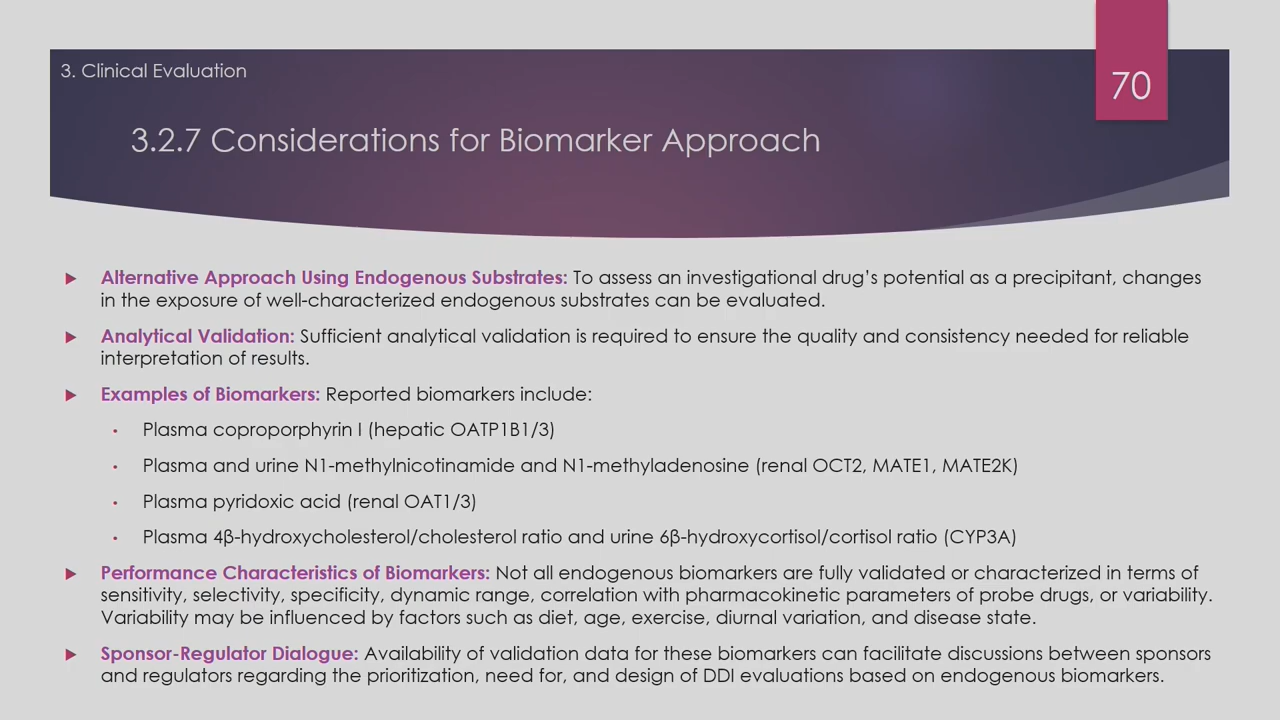 3. Clinical Evaluation
70
3.2.7 Considerations for Biomarker Approach
Alternative Approach Using Endogenous Substrates: To assess an investigational drug’s potential as a precipitant, changes
in the exposure of well-characterized endogenous substrates can be evaluated.
Analytical Validation: Sufficient analytical validation is required to ensure the quality and consistency needed for reliable
interpretation of results.
Examples of Biomarkers: Reported biomarkers include:
Plasma coproporphyrin I (hepatic OATP1B1/3)
Plasma and urine N1-methylnicotinamide and N1-methyladenosine (renal OCT2, MATE1, MATE2K)
Plasma pyridoxic acid (renal OAT1/3)
Plasma 4β-hydroxycholesterol/cholesterol ratio and urine 6β-hydroxycortisol/cortisol ratio (CYP3A)
Performance Characteristics of Biomarkers: Not all endogenous biomarkers are fully validated or characterized in terms of
sensitivity, selectivity, specificity, dynamic range, correlation with pharmacokinetic parameters of probe drugs, or variability.
Variability may be influenced by factors such as diet, age, exercise, diurnal variation, and disease state.
Sponsor-Regulator Dialogue: Availability of validation data for these biomarkers can facilitate discussions between sponsors
and regulators regarding the prioritization, need for, and design of DDI evaluations based on endogenous biomarkers.